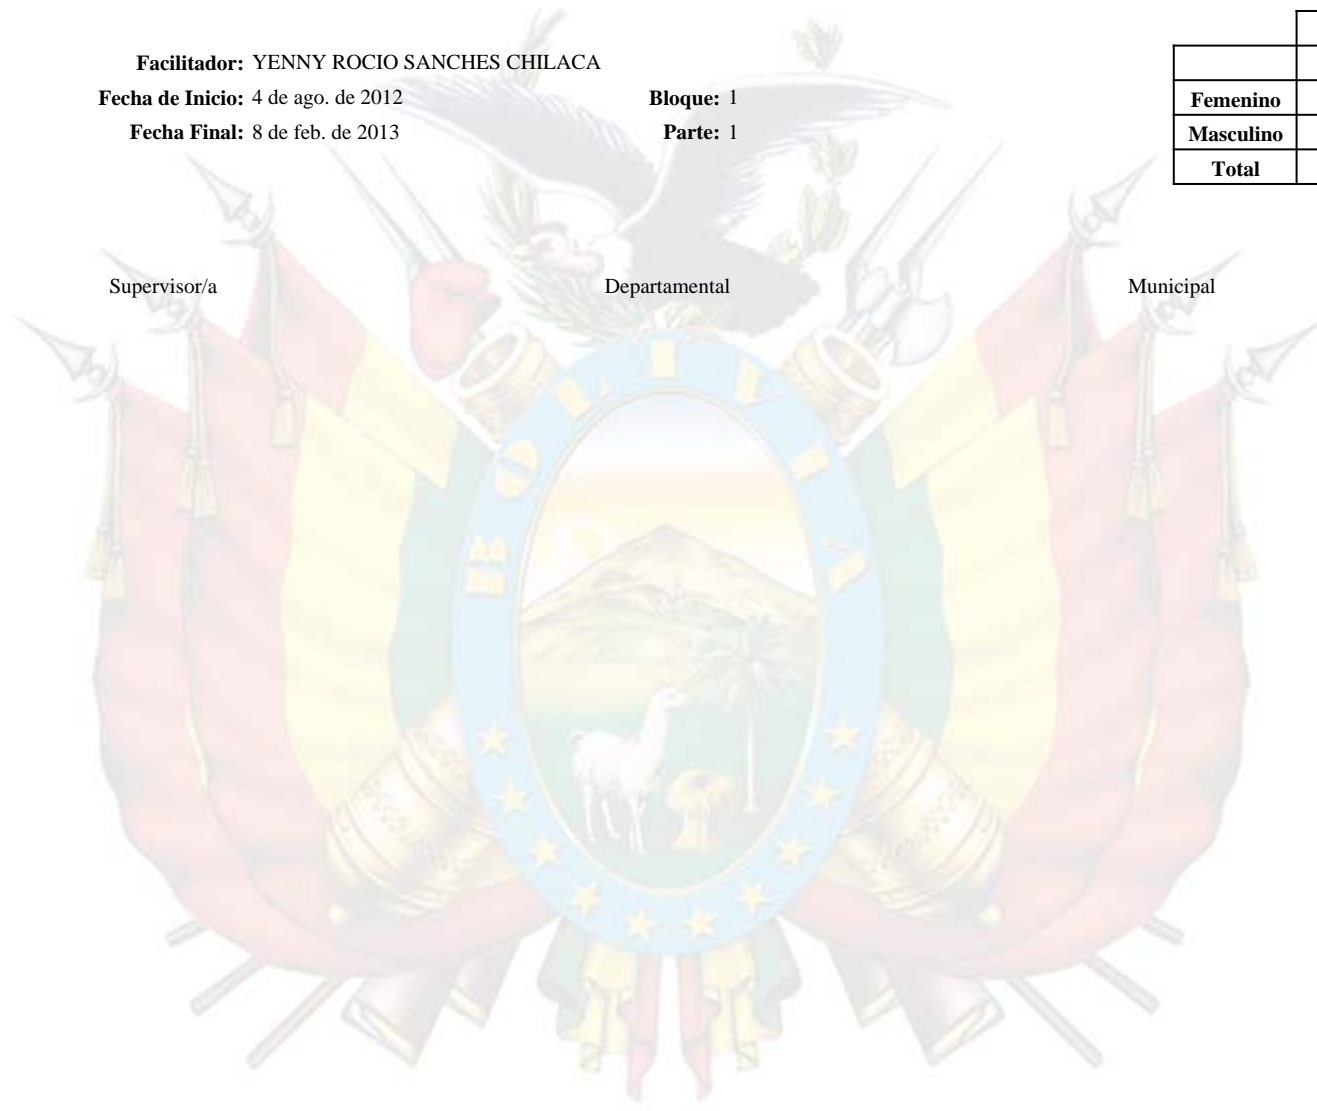 Facilitador: YENNY ROCIO SANCHES CHILACA
Fecha de Inicio: 4 de ago. de 2012 Bloque: 1
Fecha Final: 8 de feb. de 2013 Parte: 1
Femenino
Masculino
Total
Supervisor/a Departamental Municipal
BOLIVIA